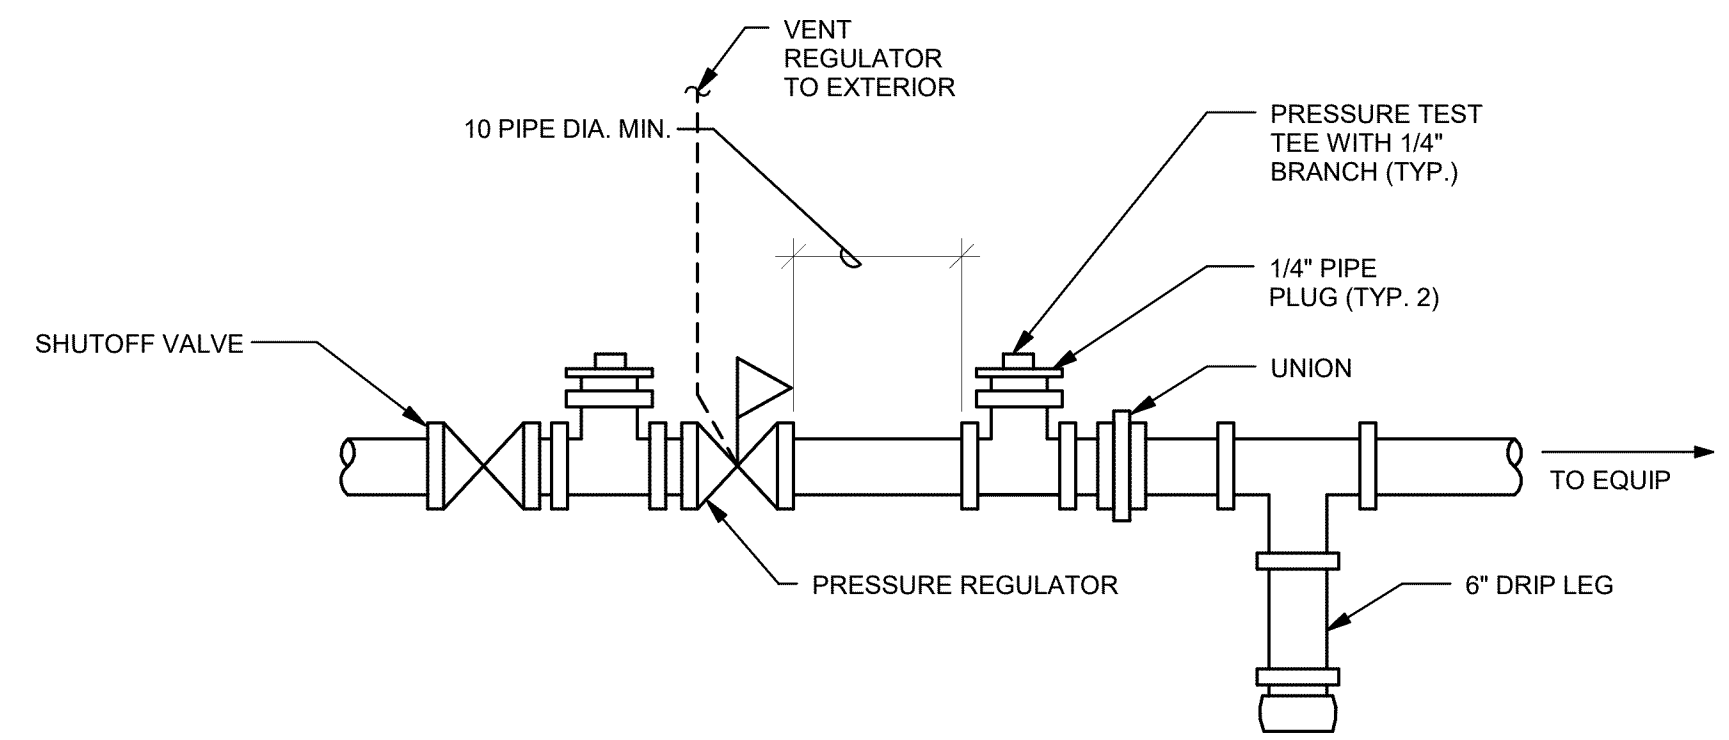 VENT
REGULATOR
TO EXTERIOR
10 PIPE DIA. MIN.
PRESSURE TEST
TEE WITH 1/4"
BRANCH (TYP.)
1/4" PIPE
PLUG (TYP. 2)
SHUTOFF VALVE
UNION
TO EQUIP
PRESSURE REGULATOR
6" DRIP LEG